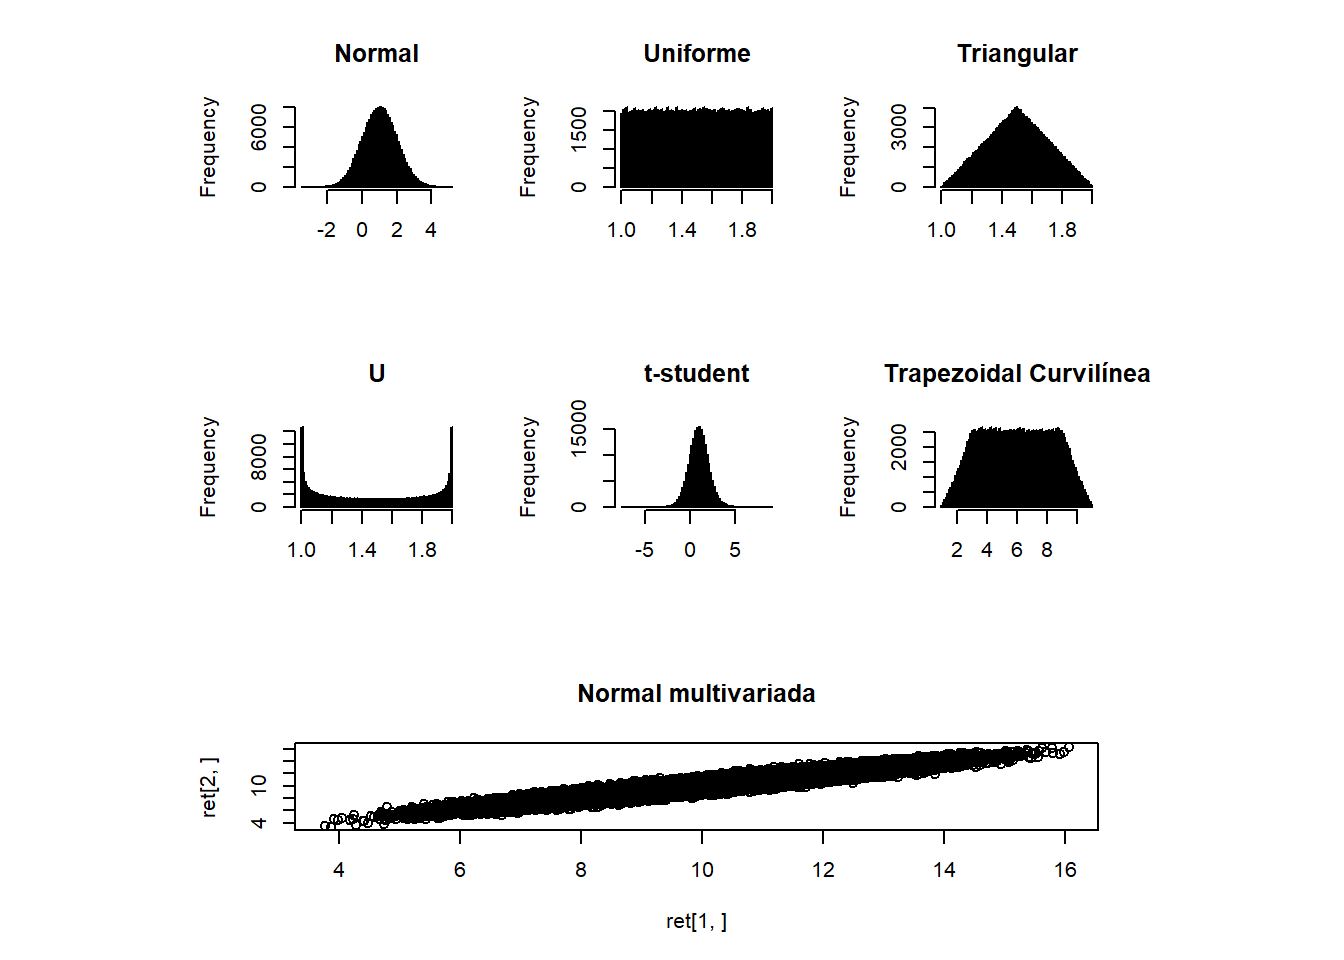 Normal
Frequency
6000
0
-2 0 2 4
Uniforme
Frequency
1500
0
1.0 1.4 1.8
Triangular
Frequency
3000
0
1.0 1.4 1.8
U
Frequency
8000
0
1.0 1.4 1.8
t-student
Frequency
15000
0
-5 0 5
Trapezoidal Curvilínea
Frequency
2000
0
2 4 6 8
Normal multivariada
ret[2, ]
10
4
4 6 8 10 12 14 16
ret[1, ]